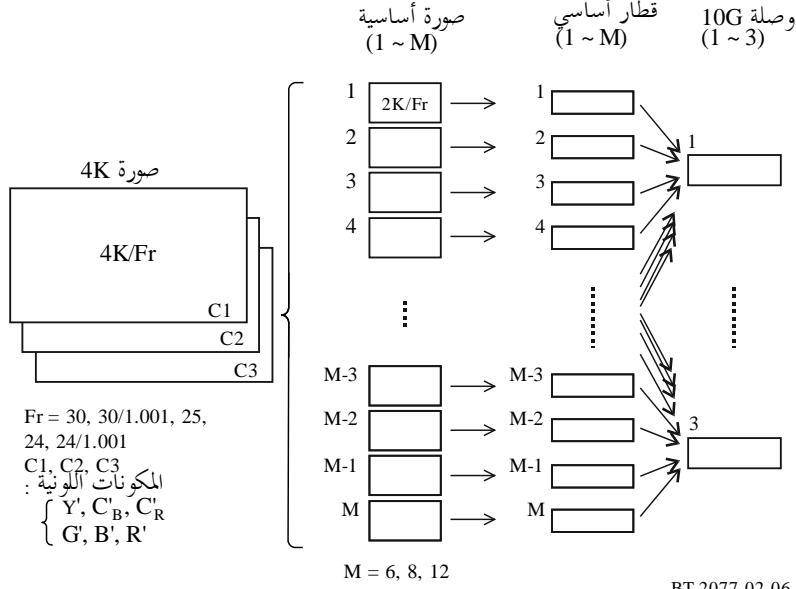 صورة أساسية
(1 ~ M)
قطار أساسي
(1 ~ M)
وصلة 10G
(1 ~ 3)
صورة 4K
4K/Fr
C1
C2
C3
Fr = 30, 30/1.001, 25,
24, 24/1.001
C1, C2, C3
المكونات اللونية :
Y', C'B, C'R
G', B', R'
1
2K/Fr
2
3
4
M-3
M-2
M-1
M
M = 6, 8, 12
1
2
3
4
M-3
M-2
M-1
M
1
3
BT.2077-02-06